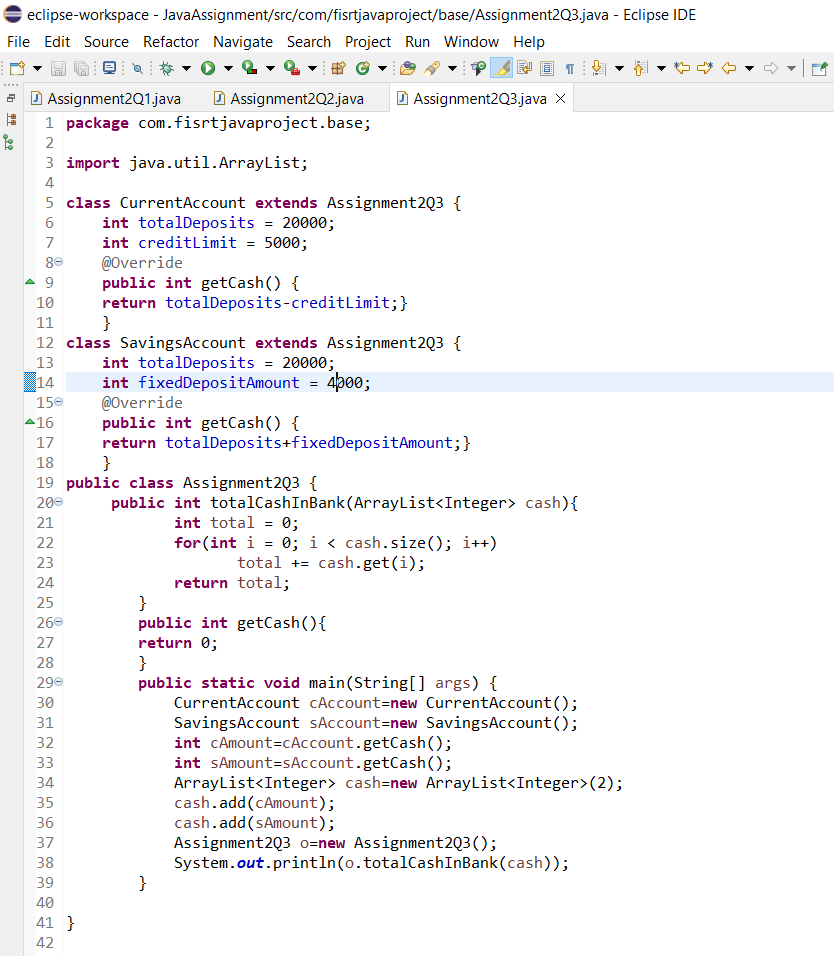 eclipse-workspace - JavaAssignment/src/com/fisrtjavaproject/base/Assignment2Q3.java - Eclipse IDE
File Edit Source Refactor Navigate Search Project Run Window Help
Assignment2Q1.java Assignment2Q2.java Assignment2Q3.java
1 package com.fisrtjavaproject.base;
2
3 import java.util.ArrayList;
4
5 class CurrentAccount extends Assignment2Q3 {
6 int totalDeposits = 20000;
7 int creditLimit = 5000;
8 @Override
9 public int getCash() {
10 return totalDeposits-creditLimit;}
11 }
12 class SavingsAccount extends Assignment2Q3 {
13 int totalDeposits = 20000;
14 int fixedDepositAmount = 4000;
15 @Override
16 public int getCash() {
17 return totalDeposits+fixedDepositAmount;}
18 }
19 public class Assignment2Q3 {
20 public int totalCashInBank(ArrayList<Integer> cash){
21 int total = 0;
22 for(int i = 0; i < cash.size(); i++)
23 total += cash.get(i);
24 return total;
25 }
26 public int getCash(){
27 return 0;
28 }
29 public static void main(String[] args) {
30 CurrentAccount cAccount=new CurrentAccount();
31 SavingsAccount sAccount=new SavingsAccount();
32 int cAmount=cAccount.getCash();
33 int sAmount=sAccount.getCash();
34 ArrayList<Integer> cash=new ArrayList<Integer>(2);
35 cash.add(cAmount);
36 cash.add(sAmount);
37 Assignment2Q3 o=new Assignment2Q3();
38 System.out.println(o.totalCashInBank(cash));
39 }
40
41 }
42